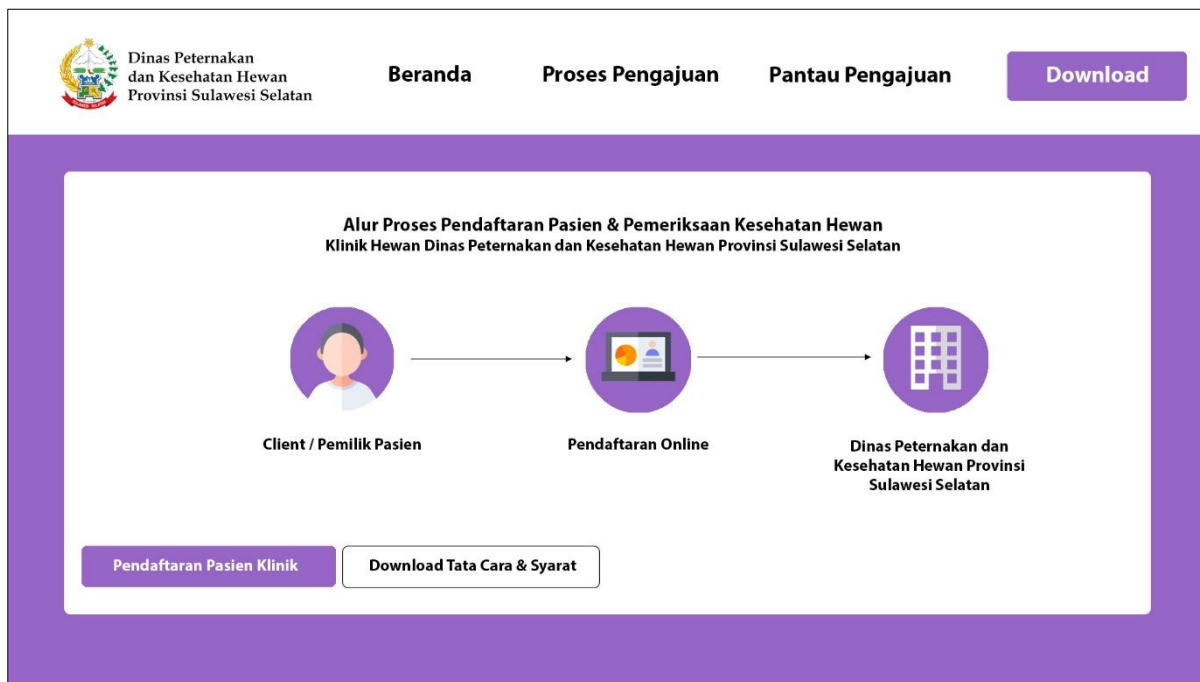 Dinas Peternakan
dan Kesehatan Hewan
Provinsi Sulawesi Selatan
Beranda
Proses Pengajuan
Pantau Pengajuan
Download
Alur Proses Pendaftaran Pasien & Pemeriksaan Kesehatan Hewan
Klinik Hewan Dinas Peternakan dan Kesehatan Hewan Provinsi Sulawesi Selatan
Client / Pemilik Pasien
Pendaftaran Online
Dinas Peternakan dan
Kesehatan Hewan Provinsi
Sulawesi Selatan
Pendaftaran Pasien Klinik
Download Tata Cara & Syarat